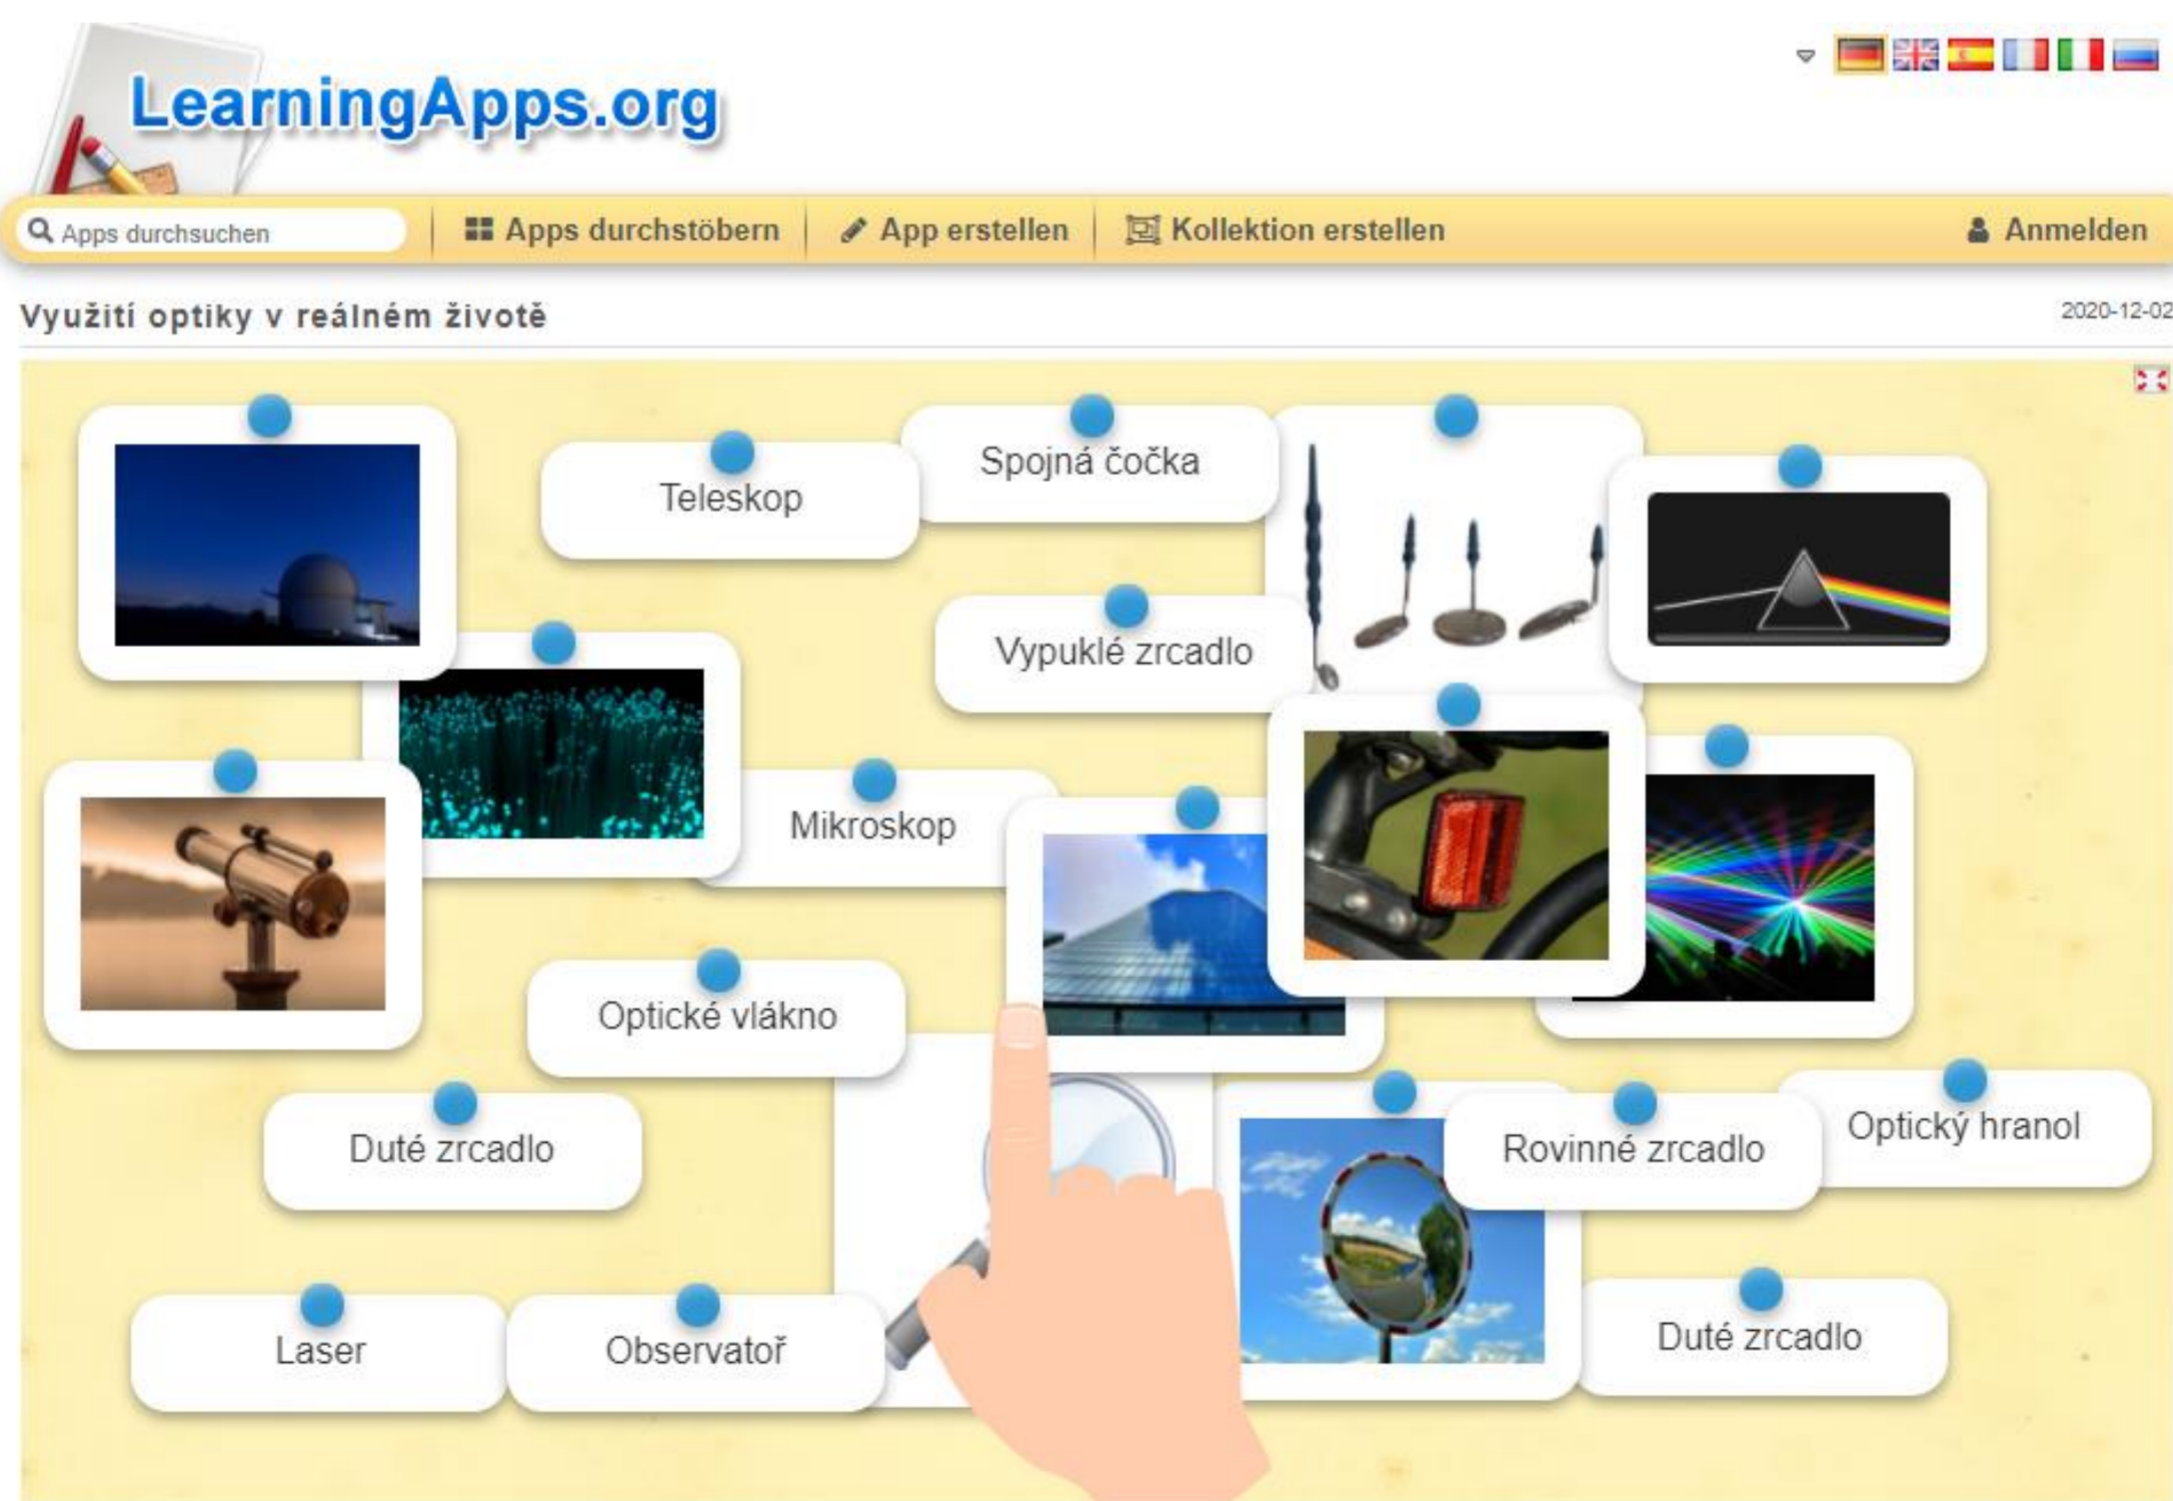 LearningApps.org
Apps durchsuchen
Apps durchstöbern
App erstellen
Kollektion erstellen
Anmelden
Využití optiky v reálném životě
2020-12-02
Teleskop
Spojná čočka
Vypuklé zrcadlo
Mikroskop
Optické vlákno
Duté zrcadlo
Rovinné zrcadlo
Optický hranol
Laser
Observatoř
Duté zrcadlo